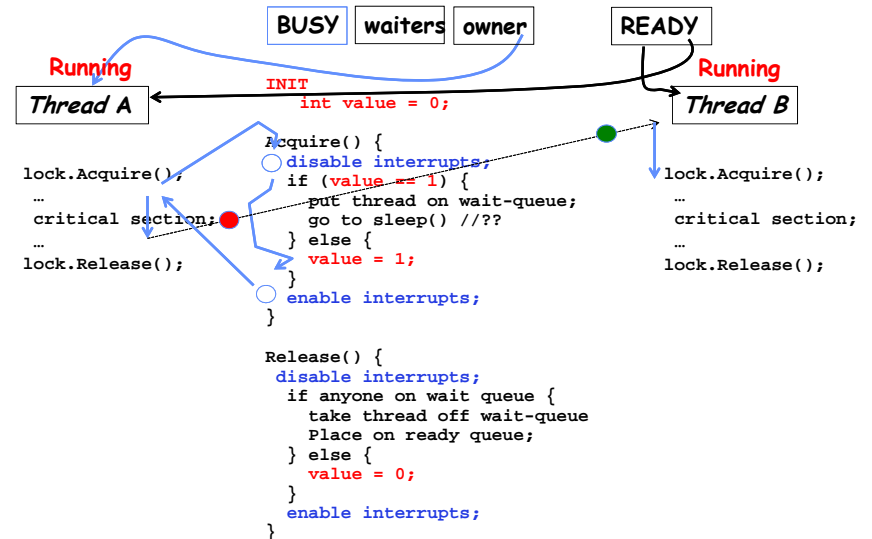 BUSY waiters owner READY
Running Running
Thread A Thread B
INIT
int value = 0;
Acquire() {
disable interrupts;
if (value == 1) {
put thread on wait-queue;
go to sleep() //??
} else {
value = 1;
}
enable interrupts;
}
lock.Acquire();
…
critical section;
…
lock.Release();
lock.Acquire();
…
critical section;
…
lock.Release();
Release() {
disable interrupts;
if anyone on wait queue {
take thread off wait-queue
Place on ready queue;
} else {
value = 0;
}
enable interrupts;
}